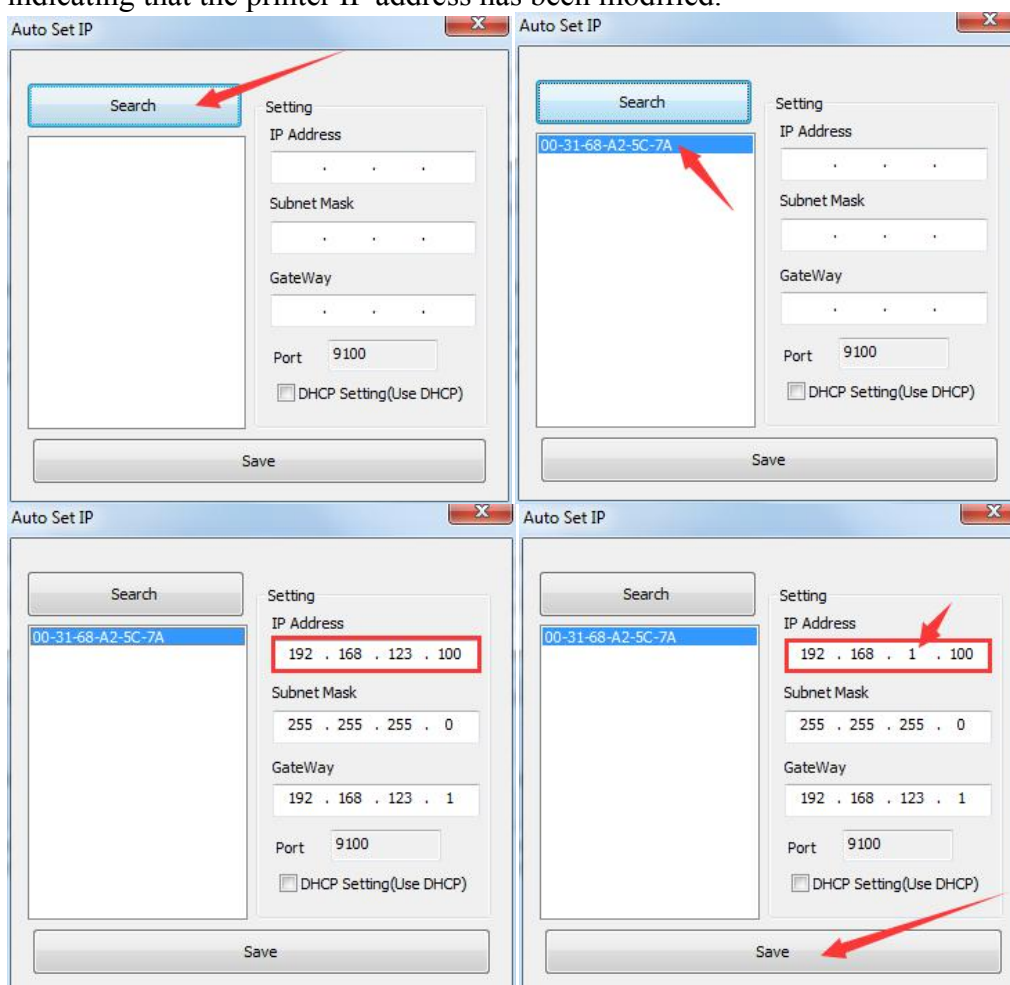 indicating that the printer IP address has been modified.
Auto Set IP
Search
Setting
IP Address
. . .
Subnet Mask
. . .
GateWay
. . .
Port 9100
DHCP Setting(Use DHCP)
Save
Auto Set IP
Search
00-31-68-A2-5C-7A
Setting
IP Address
. . .
Subnet Mask
. . .
GateWay
. . .
Port 9100
DHCP Setting(Use DHCP)
Save
Auto Set IP
Search
00-31-68-A2-5C-7A
Setting
IP Address
192 . 168 . 123 . 100
Subnet Mask
255 . 255 . 255 . 0
GateWay
192 . 168 . 123 . 1
Port 9100
DHCP Setting(Use DHCP)
Save
Auto Set IP
Search
00-31-68-A2-5C-7A
Setting
IP Address
192 . 168 . 1 . 100
Subnet Mask
255 . 255 . 255 . 0
GateWay
192 . 168 . 123 . 1
Port 9100
DHCP Setting(Use DHCP)
Save